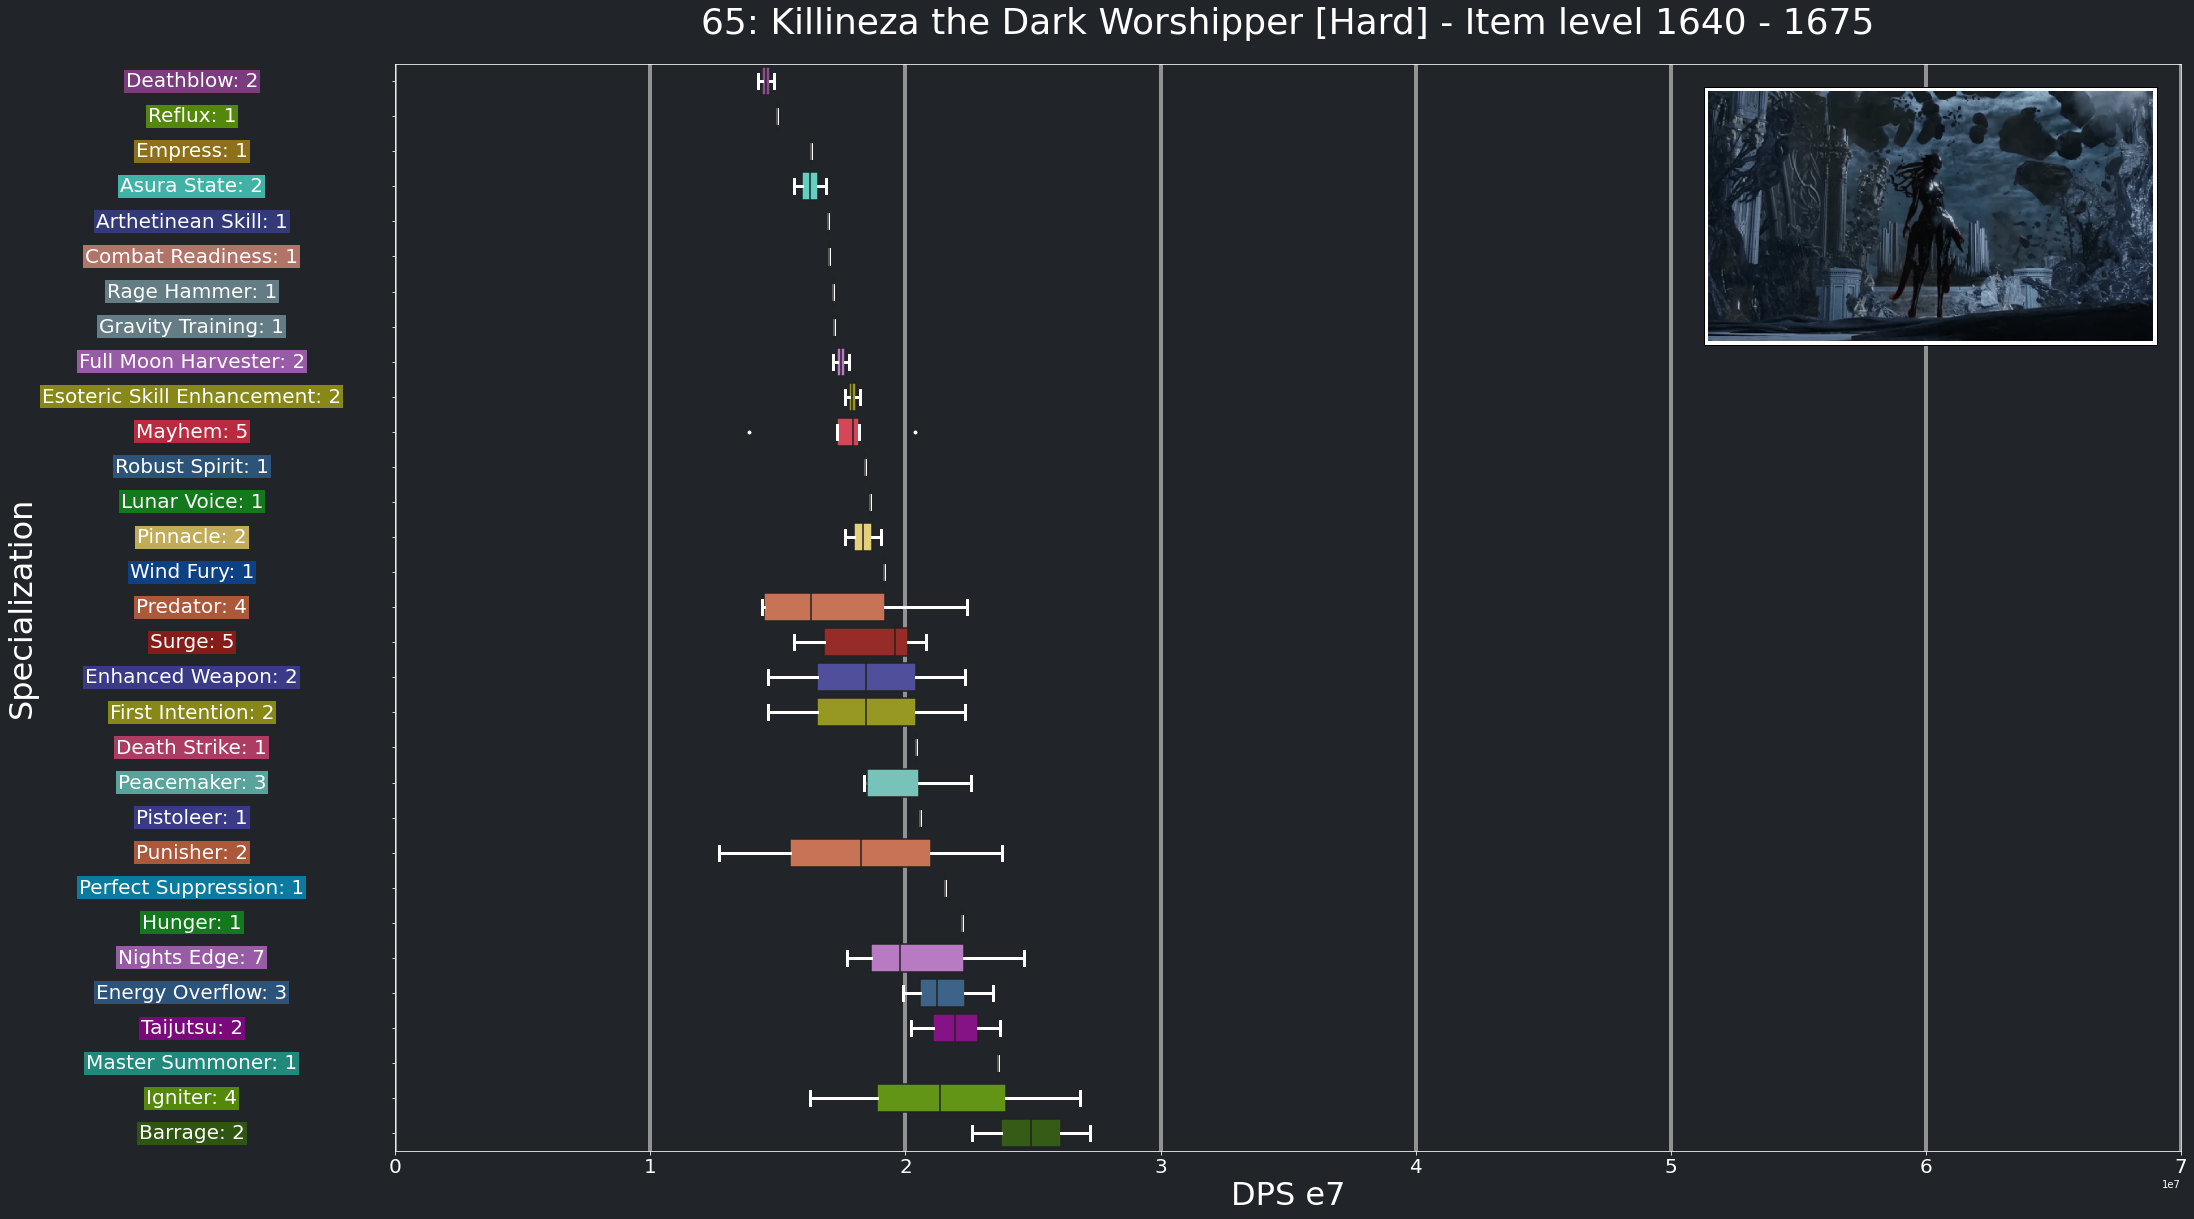 65: Killineza the Dark Worshipper [Hard] - Item level 1640 - 1675
Specialization
Deathblow: 2
Reflux: 1
Empress: 1
Asura State: 2
Arthetinean Skill: 1
Combat Readiness: 1
Rage Hammer: 1
Gravity Training: 1
Full Moon Harvester: 2
Esoteric Skill Enhancement: 2
Mayhem: 5
Robust Spirit: 1
Lunar Voice: 1
Pinnacle: 2
Wind Fury: 1
Predator: 4
Surge: 5
Enhanced Weapon: 2
First Intention: 2
Death Strike: 1
Peacemaker: 3
Pistoleer: 1
Punisher: 2
Perfect Suppression: 1
Hunger: 1
Nights Edge: 7
Energy Overflow: 3
Taijutsu: 2
Master Summoner: 1
Igniter: 4
Barrage: 2
0 1 2 3 4 5 6 7
1e7
DPS e7